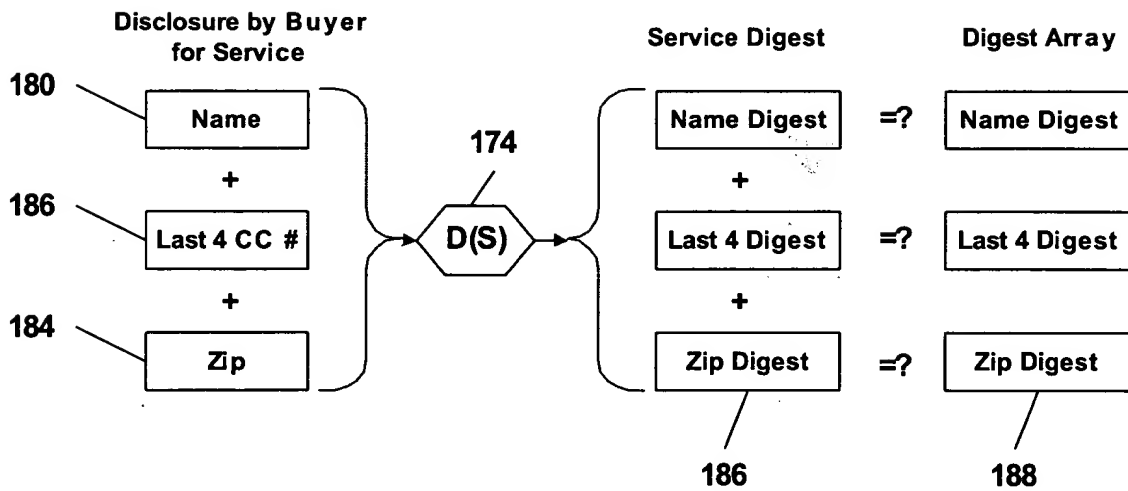 Disclosure by Buyer
for Service
Service Digest
Digest Array
180
Name
Name Digest
=?
Name Digest
174
+
+
186
Last 4 CC #
D(S)
Last 4 Digest
=?
Last 4 Digest
+
+
184
Zip
Zip Digest
=?
Zip Digest
186
188